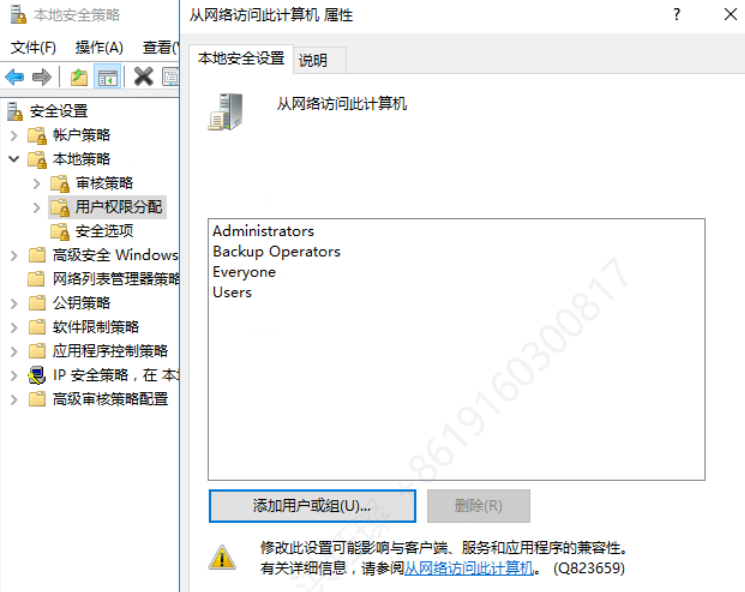 本地安全策略
文件(F) 操作(A) 查看(
安全设置
帐户策略
本地策略
审核策略
用户权限分配
安全选项
高级安全 Windows
网络列表管理器策略
公钥策略
软件限制策略
应用程序控制策略
IP 安全策略，在 本
高级审核策略配置
从网络访问此计算机 属性
? ×
本地安全设置 说明
从网络访问此计算机
Administrators
Backup Operators
Everyone
Users
添加用户或组(U)... 删除(R)
修改此设置可能影响与客户端、服务和应用程序的兼容性。
有关详细信息，请参阅从网络访问此计算机。 (Q823659)
+8619160300817